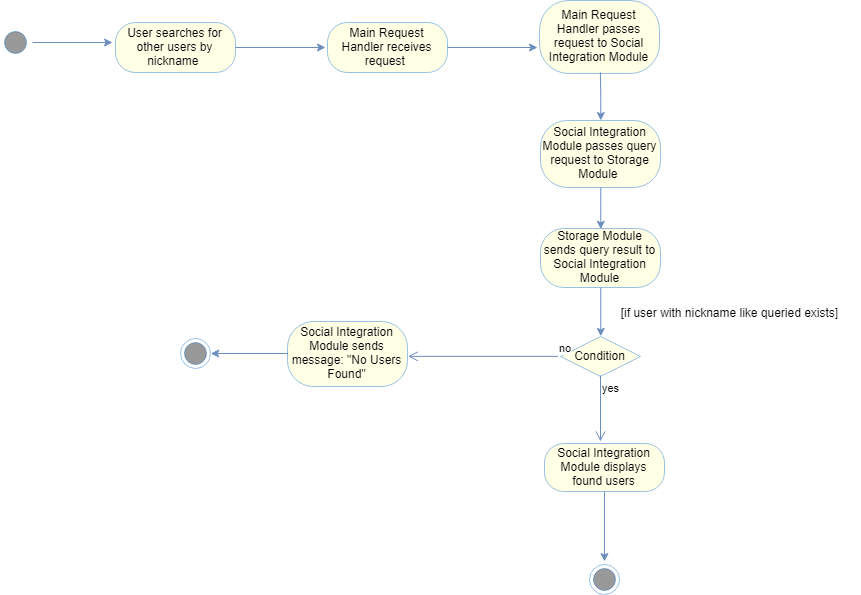 User searches for
other users by
nickname
Main Request
Handler receives
request
Main Request
Handler passes
request to Social
Integration Module
Social Integration
Module passes query
request to Storage
Module
Storage Module
sends query result to
Social Integration
Module
[if user with nickname like queried exists]
Condition
no
Social Integration
Module sends
message: "No Users
Found"
yes
Social Integration
Module displays
found users